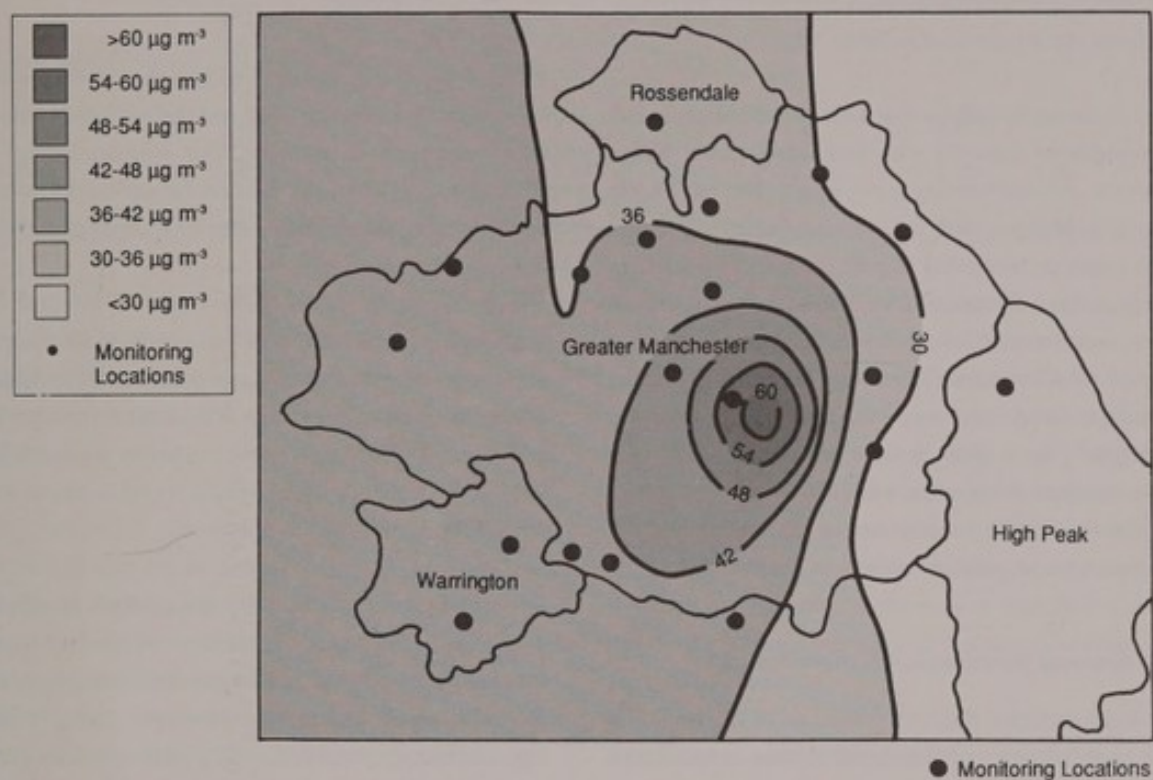 >60 µg m⁻³
54-60 µg m⁻³
48-54 µg m⁻³
42-48 µg m⁻³
36-42 µg m⁻³
30-36 µg m⁻³
<30 µg m⁻³
Monitoring
Locations
Rossendale
36
30
Greater Manchester
60
54
48
42
High Peak
Warrington
Monitoring Locations